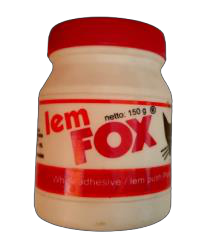 netto: 150 g ®
lem
FOX
White adhesive / lem putih